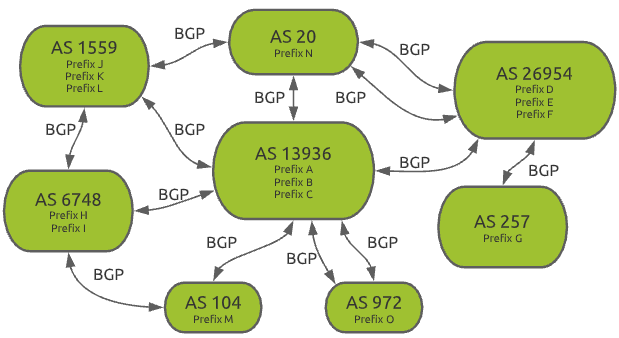 AS 1559
Prefix J
Prefix K
Prefix L
BGP
AS 20
Prefix N
BGP
AS 26954
Prefix D
Prefix E
Prefix F
BGP
BGP
BGP
BGP
AS 13936
Prefix A
Prefix B
Prefix C
BGP
BGP
AS 6748
Prefix H
Prefix I
BGP
AS 257
Prefix G
BGP
BGP
BGP
BGP
BGP
AS 104
Prefix M
AS 972
Prefix O